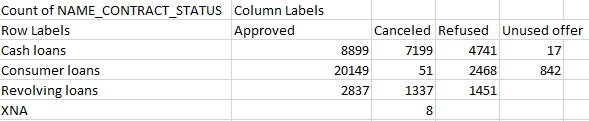 Count of NAME_CONTRACT_STATUS Column Labels
Row Labels Approved Canceled Refused Unused offer
Cash loans 8899 7199 4741 17
Consumer loans 20149 51 2468 842
Revolving loans 2837 1337 1451
XNA 8